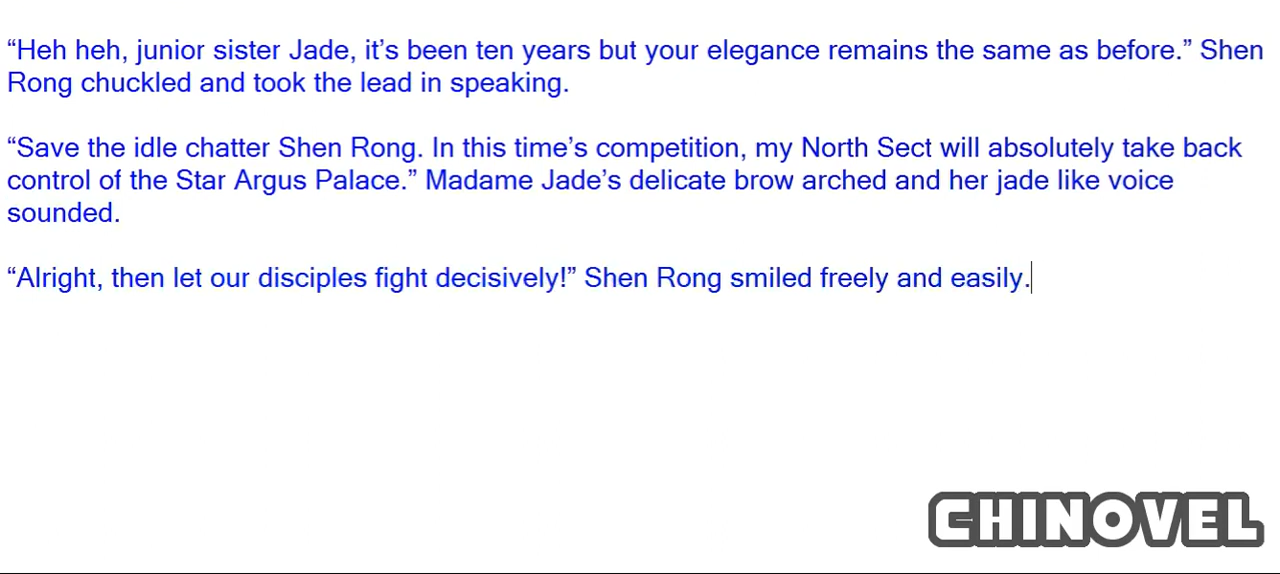 “Heh heh, junior sister Jade, it’s been ten years but your elegance remains the same as before.” Shen
Rong chuckled and took the lead in speaking.
“Save the idle chatter Shen Rong. In this time’s competition, my North Sect will absolutely take back
control of the Star Argus Palace.” Madame Jade’s delicate brow arched and her jade like voice
sounded.
“Alright, then let our disciples fight decisively!” Shen Rong smiled freely and easily.
CHINOVEL